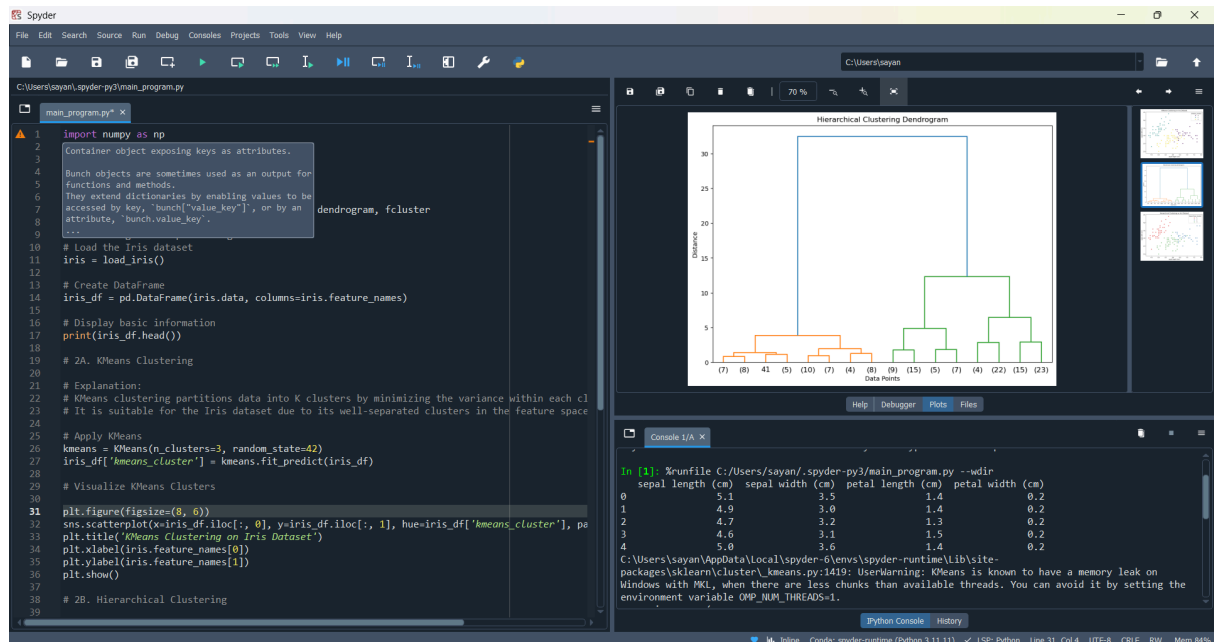 Spyder
File Edit Search Source Run Debug Consoles Projects Tools View Help
C:\Users\sayan
C:\Users\sayan\.spyder-py3\main_program.py
main_program.py*
1 import numpy as np
2
3
4
5
6
7 dendrogram, fcluster
8
9
Container object exposing keys as attributes.
Bunch objects are sometimes used as an output for
functions and methods.
They extend dictionaries by enabling values to be
accessed by key, `bunch["value_key"]`, or by an
attribute, `bunch.value_key`.
---
10 # Load the Iris dataset
11 iris = load_iris()
12
13 # Create DataFrame
14 iris_df = pd.DataFrame(iris.data, columns=iris.feature_names)
15
16 # Display basic information
17 print(iris_df.head())
18
19 # 2A. KMeans Clustering
20
21 # Explanation:
22 # KMeans clustering partitions data into K clusters by minimizing the variance within each cl
23 # It is suitable for the Iris dataset due to its well-separated clusters in the feature space
24
25 # Apply KMeans
26 kmeans = KMeans(n_clusters=3, random_state=42)
27 iris_df['kmeans_cluster'] = kmeans.fit_predict(iris_df)
28
29 # Visualize KMeans Clusters
30
31 plt.figure(figsize=(8, 6))
32 sns.scatterplot(x=iris_df.iloc[:, 0], y=iris_df.iloc[:, 1], hue=iris_df['kmeans_cluster'], pa
33 plt.title('KMeans Clustering on Iris Dataset')
34 plt.xlabel(iris.feature_names[0])
35 plt.ylabel(iris.feature_names[1])
36 plt.show()
37
38 # 2B. Hierarchical Clustering
39
70 %
Hierarchical Clustering Dendrogram
30
25
20
15
10
5
0
Distance
(7) (8) 41 (5) (10) (7) (4) (8) (9) (15) (5) (7) (4) (22) (15) (23)
Data Points
Help Debugger Plots Files
Console 1/A
In [1]: %runfile C:/Users/sayan/.spyder-py3/main_program.py --wdir
sepal length (cm) sepal width (cm) petal length (cm) petal width (cm)
0 5.1 3.5 1.4 0.2
1 4.9 3.0 1.4 0.2
2 4.7 3.2 1.3 0.2
3 4.6 3.1 1.5 0.2
4 5.0 3.6 1.4 0.2
C:\Users\sayan\AppData\Local\spyder-6\envs\spyder-runtime\Lib\site-
packages\sklearn\cluster\_kmeans.py:1419: UserWarning: KMeans is known to have a memory leak on
Windows with MKL, when there are less chunks than available threads. You can avoid it by setting the
environment variable OMP_NUM_THREADS=1.
IPython Console History
Inline Conda: spyder-runtime (Python 3.11.11) LSP: Python Line 31, Col 4 UTF-8 CRLF RW Mem 84%